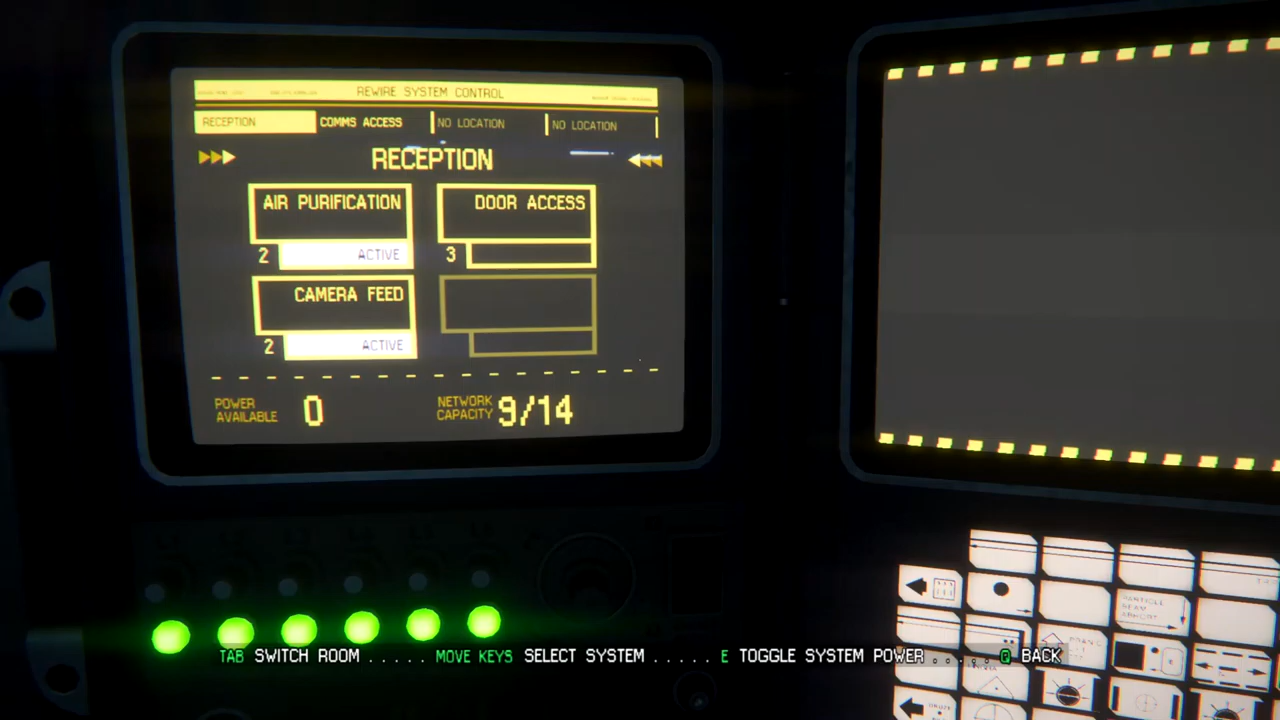 REWIRE SYSTEM CONTROL
RECEPTION COMMS ACCESS NO LOCATION NO LOCATION
RECEPTION
AIR PURIFICATION DOOR ACCESS
2 ACTIVE 3
CAMERA FEED
2 ACTIVE
POWER AVAILABLE 0 NETWORK CAPACITY 9/14
PARTICLE
BEAM
TAB SWITCH ROOM ..... MOVE KEYS SELECT SYSTEM ..... E TOGGLE SYSTEM POWER ..... Q BACK